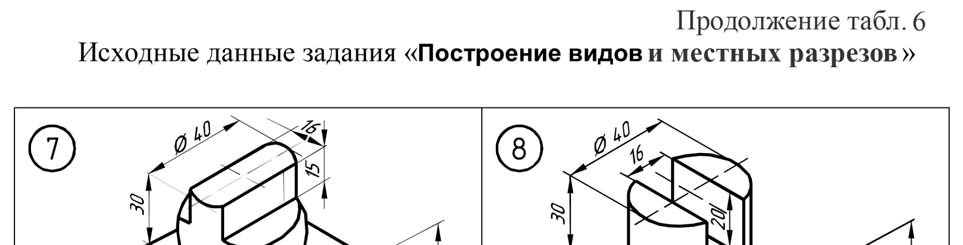 Продолжение табл. 6
Исходные данные задания «Построение видов и местных разрезов»
7
Ø 40
16
15
30
8
Ø 40
16
30
20